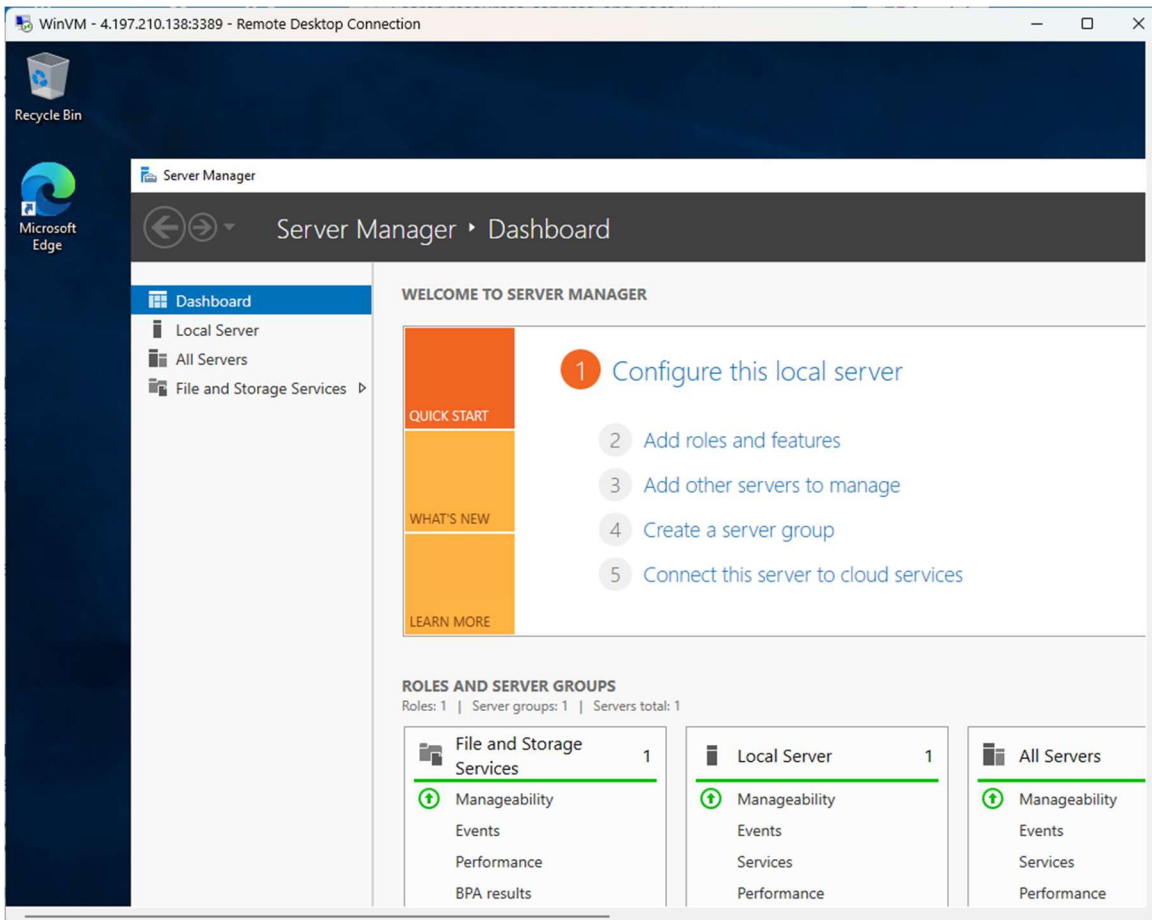 WinVM - 4.197.210.138:3389 - Remote Desktop Connection
Recycle Bin
Microsoft
Edge
Server Manager
Server Manager • Dashboard
Dashboard
Local Server
All Servers
File and Storage Services
WELCOME TO SERVER MANAGER
QUICK START
WHAT'S NEW
LEARN MORE
1 Configure this local server
2 Add roles and features
3 Add other servers to manage
4 Create a server group
5 Connect this server to cloud services
ROLES AND SERVER GROUPS
Roles: 1 | Server groups: 1 | Servers total: 1
File and Storage
Services 1
Manageability
Events
Performance
BPA results
Local Server 1
Manageability
Events
Services
Performance
All Servers
Manageability
Events
Services
Performance